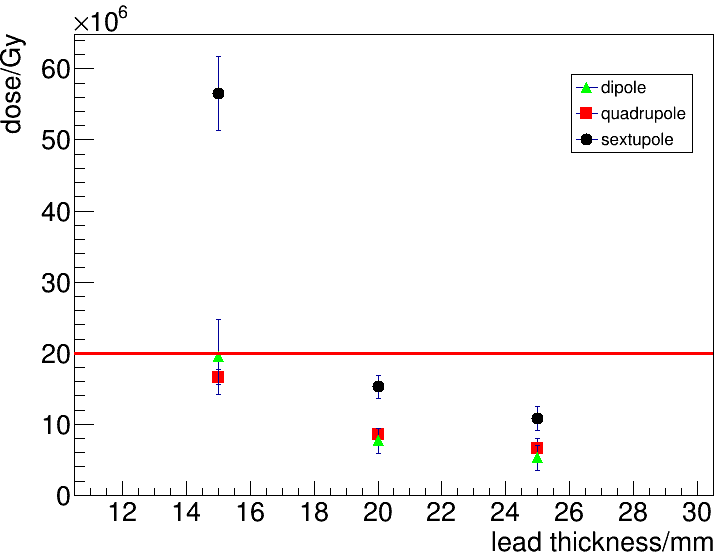 ×10⁶
dose/Gy
60
50
40
30
20
10
0
dipole
quadrupole
sextupole
12 14 16 18 20 22 24 26 28 30
lead thickness/mm